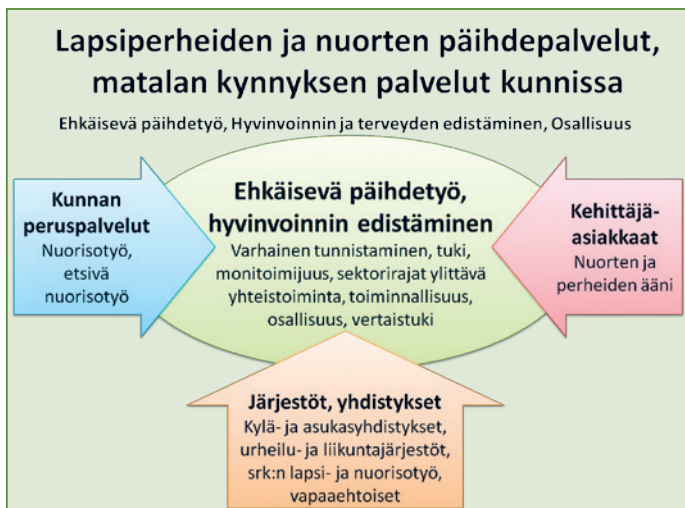 Lapsiperheiden ja nuorten päihdepalvelut,
matalan kynnyksen palvelut kunnissa
Ehkäisevä päihdetyö, Hyvinvoinnin ja terveyden edistäminen, Osallisuus
Kunnan
peruspalvelut
Nuorisotyö,
etsivä
nuorisotyö
Ehkäisevä päihdetyö,
hyvinvoinnin edistäminen
Varhainen tunnistaminen, tuki,
monitoimijuus, sektorirajat ylittävä
yhteistoiminta, toiminnallisuus,
osallisuus, vertaistuki
Kehittäjä-
asiakkaat
Nuorten ja
perheiden ääni
Järjestöt, yhdistykset
Kylä- ja asukasyhdistykset,
urheilu- ja liikuntajärjestöt,
srk:n lapsi- ja nuorisotyö,
vapaaehtoiset